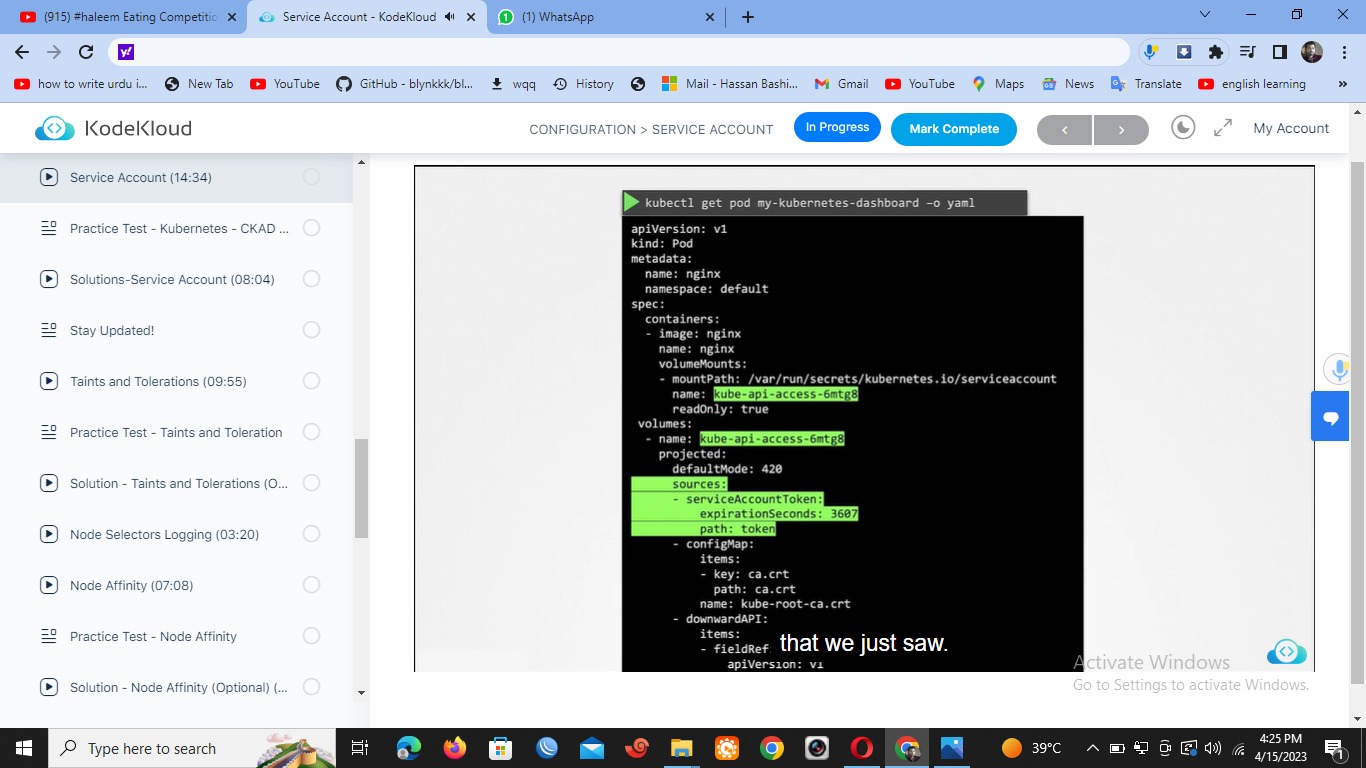 (915) #haleem Eating Competitio
Service Account - KodeKloud
(1) WhatsApp
how to write urdu i...
New Tab
YouTube
GitHub - blynkkk/bl...
wqq
History
Mail - Hassan Bashi...
Gmail
YouTube
Maps
News
Translate
english learning
»
KodeKloud
CONFIGURATION > SERVICE ACCOUNT
In Progress
Mark Complete
My Account
Service Account (14:34)
Practice Test - Kubernetes - CKAD ...
Solutions-Service Account (08:04)
Stay Updated!
Taints and Tolerations (09:55)
Practice Test - Taints and Toleration
Solution - Taints and Tolerations (O...
Node Selectors Logging (03:20)
Node Affinity (07:08)
Practice Test - Node Affinity
Solution - Node Affinity (Optional) (...
kubectl get pod my-kubernetes-dashboard –o yaml
apiVersion: v1
kind: Pod
metadata:
name: nginx
namespace: default
spec:
containers:
- image: nginx
name: nginx
volumeMounts:
- mountPath: /var/run/secrets/kubernetes.io/serviceaccount
name: kube-api-access-6mtg8
readOnly: true
volumes:
- name: kube-api-access-6mtg8
projected:
defaultMode: 420
sources:
- serviceAccountToken:
expirationSeconds: 3607
path: token
- configMap:
items:
- key: ca.crt
path: ca.crt
name: kube-root-ca.crt
- downwardAPI:
items:
- fieldRef
apiVersion: v1
that we just saw.
Activate Windows
Go to Settings to activate Windows.
Type here to search
39°C
4:25 PM
4/15/2023
1